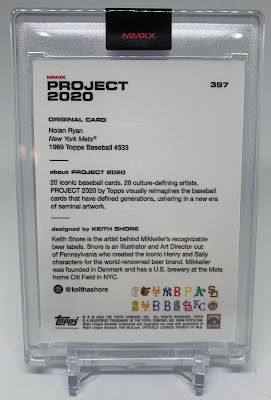 MMXX
MMXX
PROJECT
2020
397
ORIGINAL CARD
Nolan Ryan
New York Mets®
1969 Topps Baseball #533
about PROJECT 2020
20 iconic baseball cards. 20 culture-defining artists.
PROJECT 2020 by Topps visually reimagines the baseball
cards that have defined generations, ushering in a new era
of seminal artwork.
designed by KEITH SHORE
Keith Shore is the artist behind Mikkeller's recognizable
beer labels. Shore is an illustrator and Art Director out
of Pennsylvania who created the iconic Henry and Sally
characters for the world-renowned beer brand. Mikkeller
was founded in Denmark and has a U.S. brewery at the Mets
home Citi Field in NYC.
@keithashore
topps